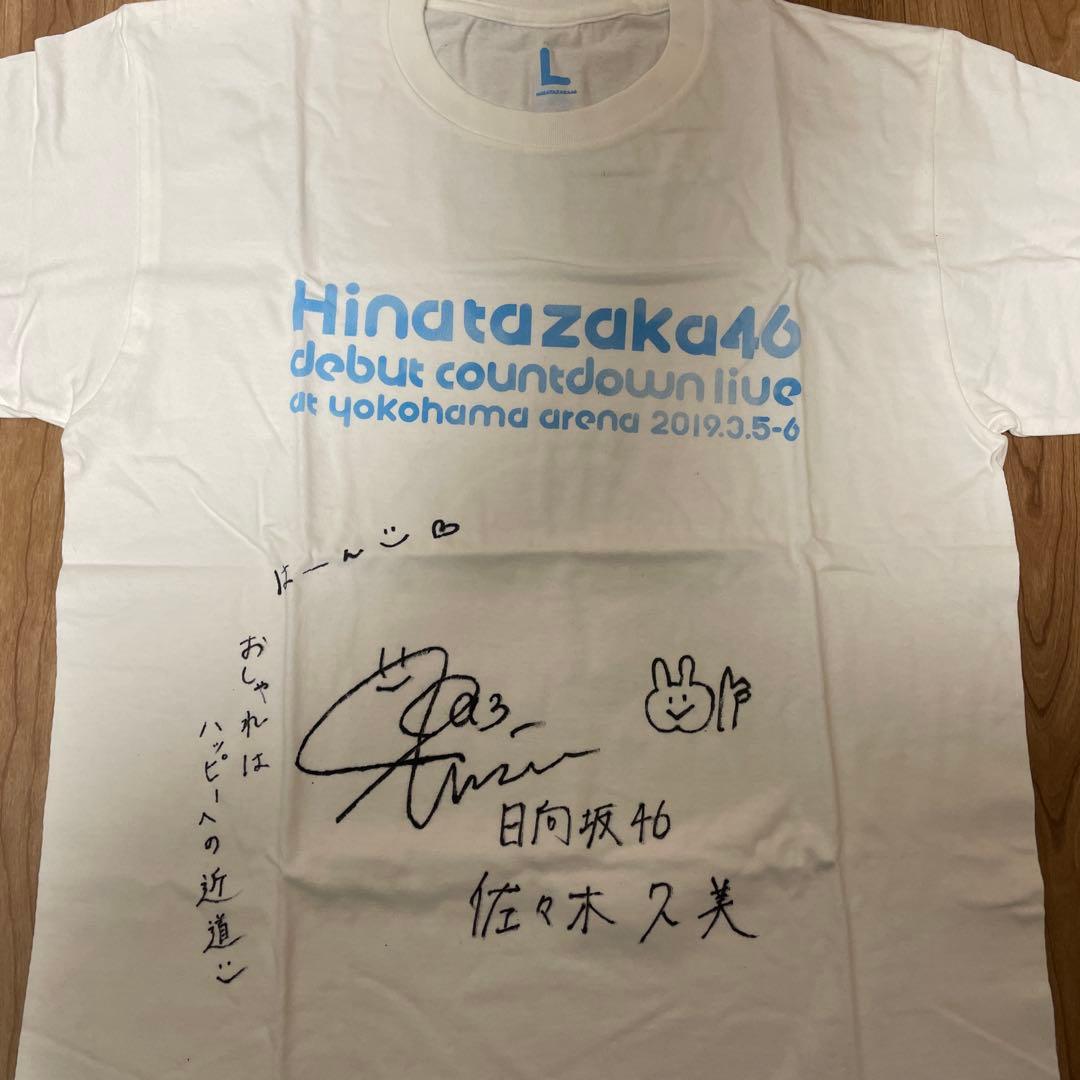 L
HINATAZAKA46
Hinatazaka46
debut countdown live
at yokohama arena 2019.3.5-6
はーん
おしゃれは
ハッピーへの近道
日向坂46
佐々木久美